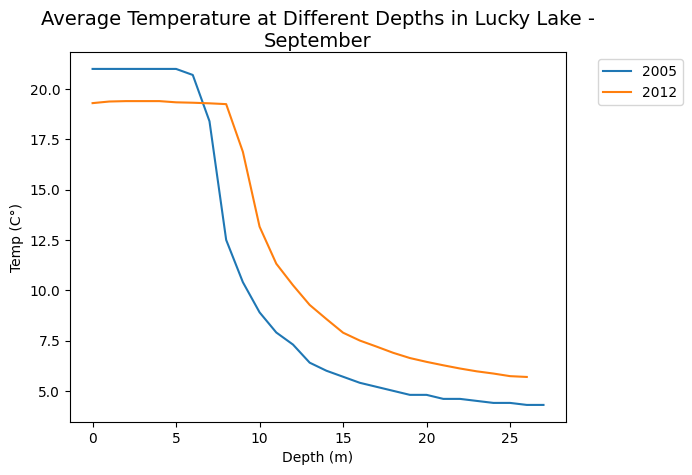 Average Temperature at Different Depths in Lucky Lake -
September
2005
2012
20.0
17.5
15.0
12.5
10.0
7.5
5.0
Temp (C°)
0 5 10 15 20 25
Depth (m)